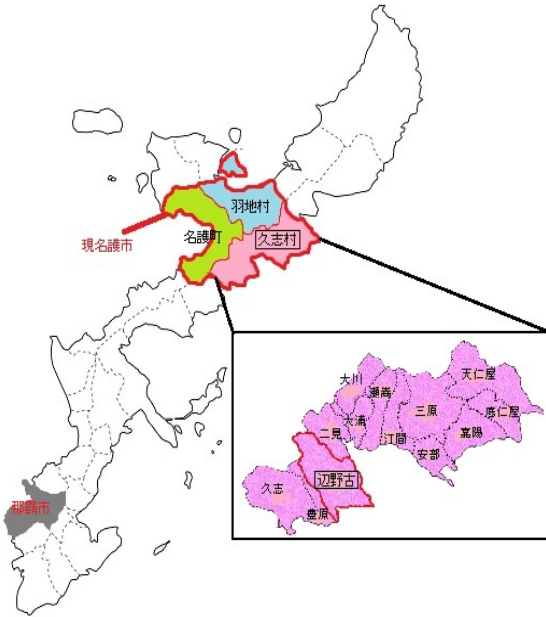 羽地村
名護町
久志村
現名護市
天仁屋
大川
瀬嵩
三原
底仁屋
大浦
二見
汀間
嘉陽
安部
辺野古
久志
豊原
那覇市